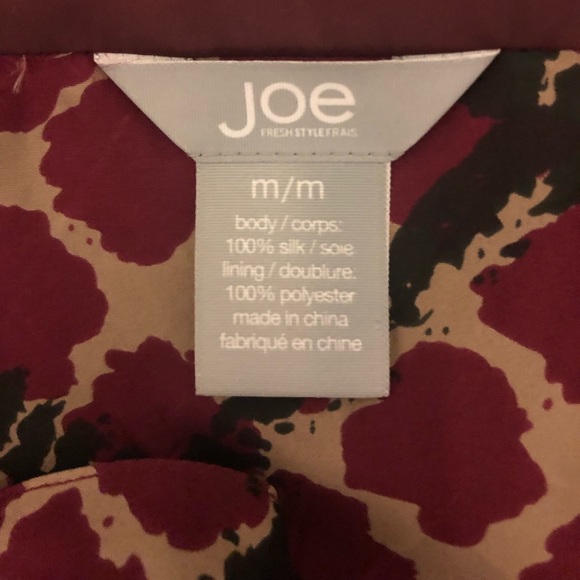 joe
FRESH STYLE FRAIS
m/m
body / corps:
100% silk / soie
lining / doublure:
100% polyester
made in china
fabriqué en chine